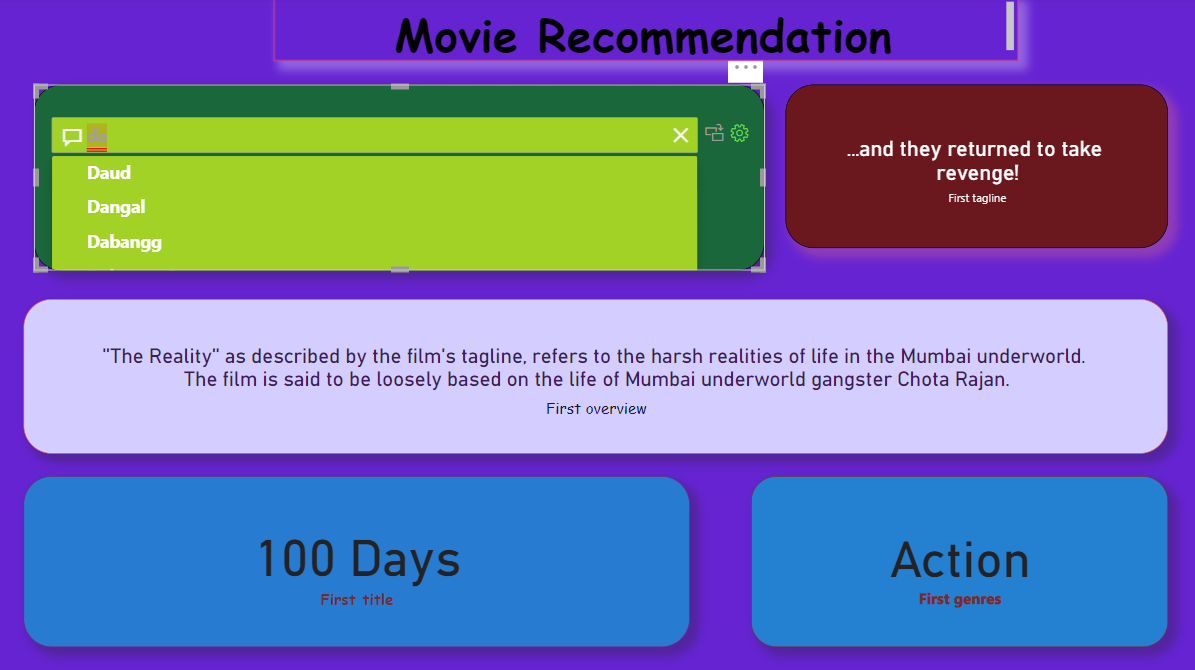 Movie Recommendation
da
Daud
Dangal
Dabangg
...and they returned to take
revenge!
First tagline
"The Reality" as described by the film's tagline, refers to the harsh realities of life in the Mumbai underworld.
The film is said to be loosely based on the life of Mumbai underworld gangster Chota Rajan.
First overview
100 Days
First title
Action
First genres